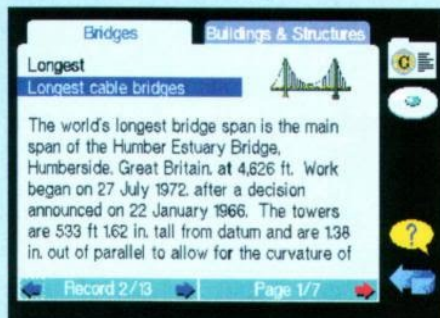 Bridges
Buildings & Structures
Longest
Longest cable bridges
The world's longest bridge span is the main
span of the Humber Estuary Bridge,
Humberside, Great Britain, at 4,626 ft. Work
began on 27 July 1972, after a decision
announced on 22 January 1966. The towers
are 533 ft 1.62 in. tall from datum and are 1.38
in. out of parallel to allow for the curvature of
Record 2/13
Page 1/7
C
?